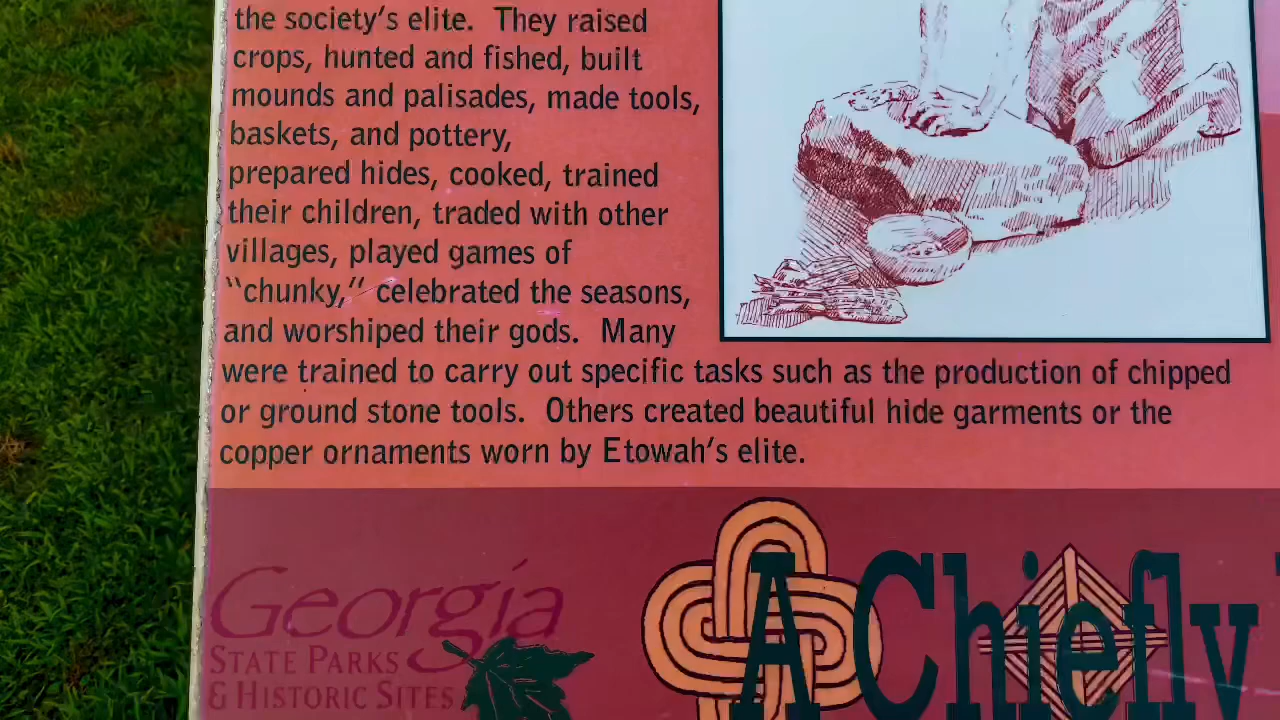 the society's elite. They raised
crops, hunted and fished, built
mounds and palisades, made tools,
baskets, and pottery,
prepared hides, cooked, trained
their children, traded with other
villages, played games of
"chunky," celebrated the seasons,
and worshiped their gods. Many
were trained to carry out specific tasks such as the production of chipped
or ground stone tools. Others created beautiful hide garments or the
copper ornaments worn by Etowah's elite.
Georgia
STATE PARKS
& HISTORIC SITES
A Chiefly